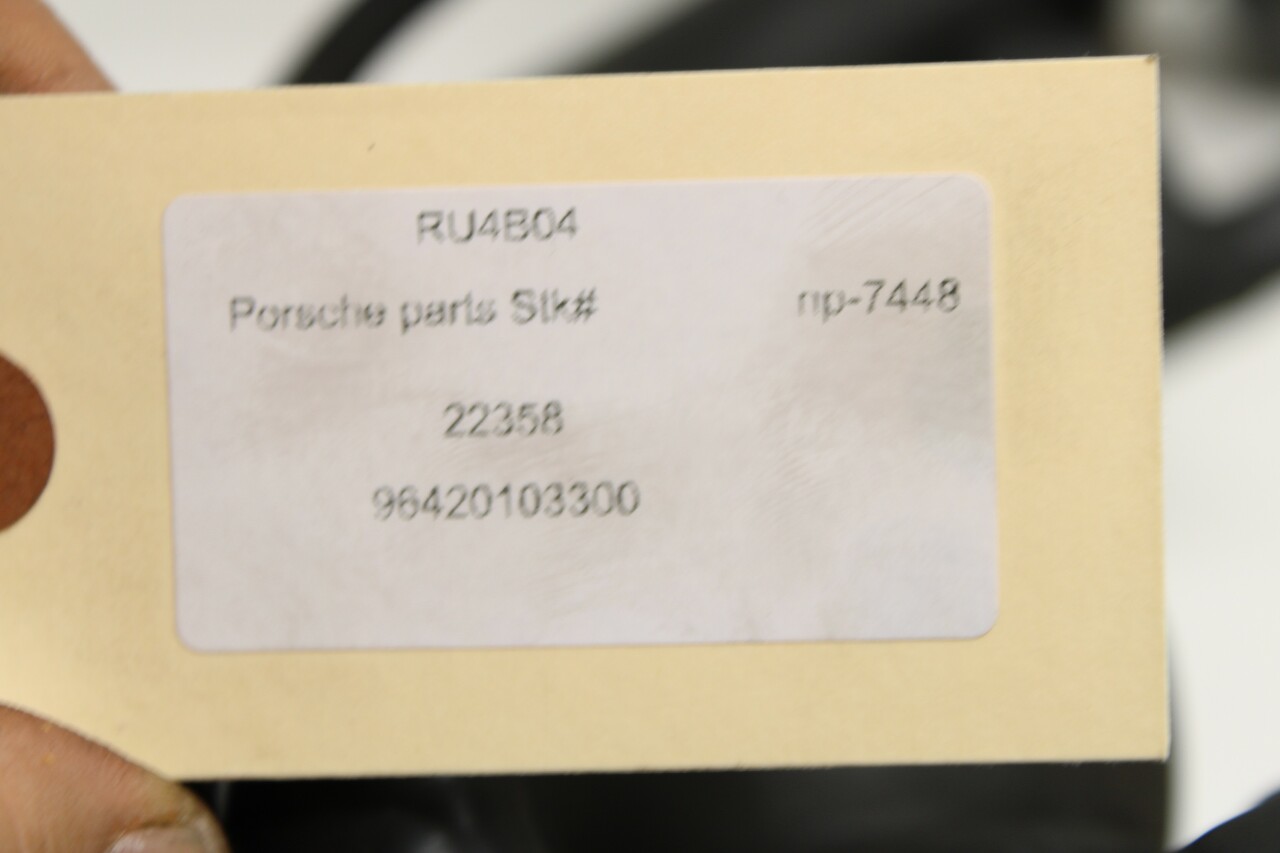 RU4B04
Porsche parts Stk# np-7448
22358
96420103300